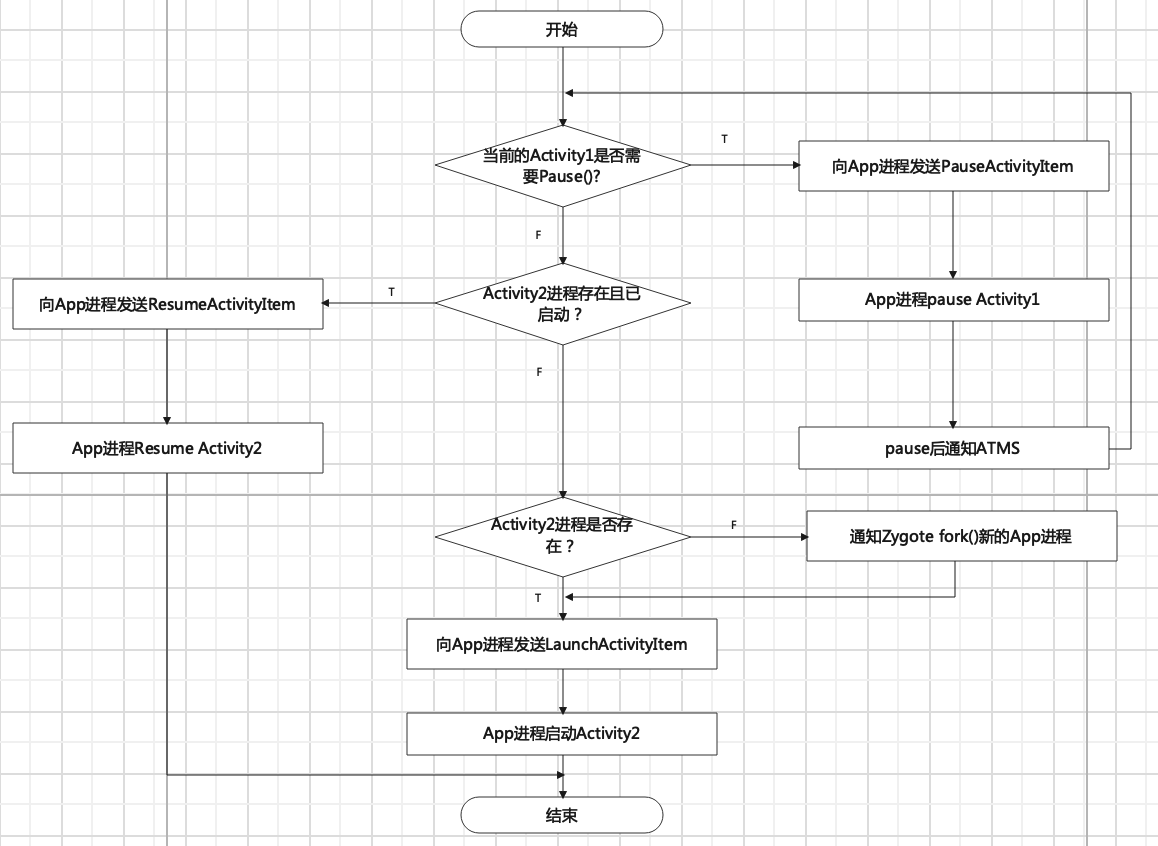 开始
当前的Activity1是否需
要Pause()?
T
向App进程发送PauseActivityItem
F
向App进程发送ResumeActivityItem
T
Activity2进程存在且已
启动？
App进程pause Activity1
F
App进程Resume Activity2
pause后通知ATMS
Activity2进程是否存
在？
F
通知Zygote fork()新的App进程
T
向App进程发送LaunchActivityItem
App进程启动Activity2
结束